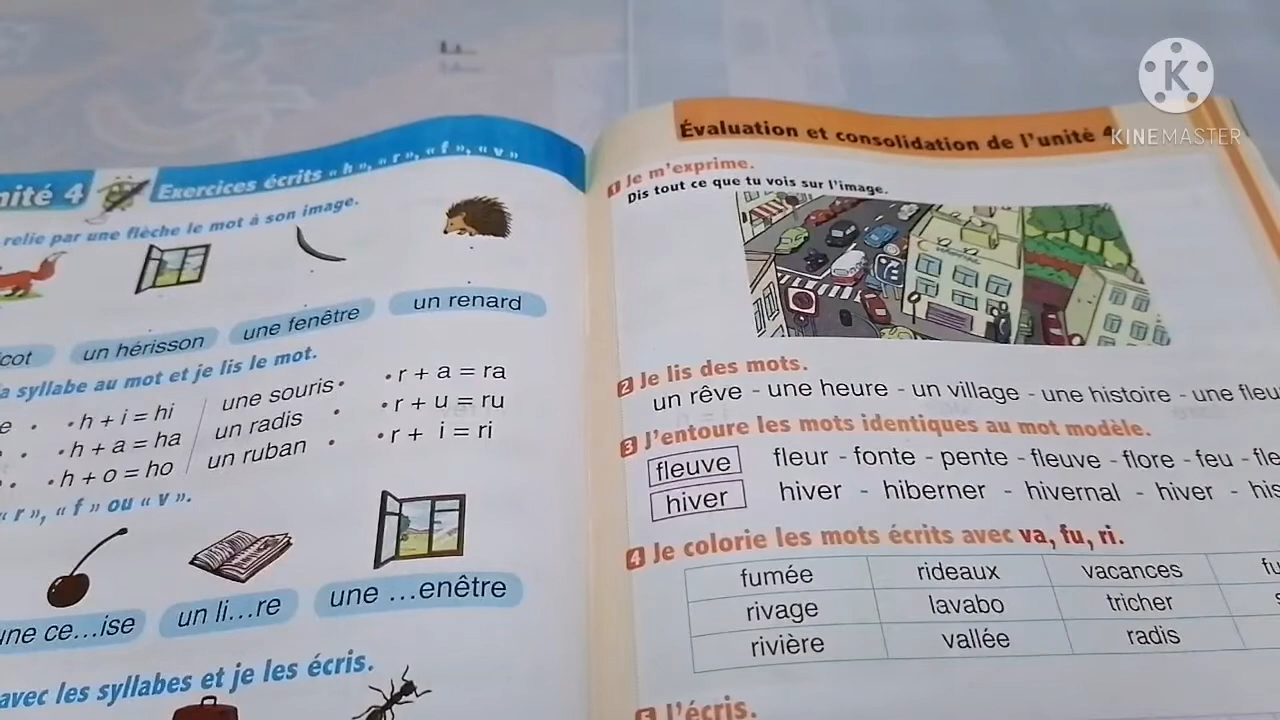 nité 4 Exercices écrits « h », « r », « f », « v »
relie par une flèche le mot à son image.
cot un hérisson une fenêtre un renard
a syllabe au mot et je lis le mot.
e • • h + i = hi une souris • • r + a = ra
• • h + a = ha un radis • • r + u = ru
• • h + o = ho un ruban • • r + i = ri
« r », « f » ou « v ».
une ce...ise un li...re une ...enêtre
avec les syllabes et je les écris.
Évaluation et consolidation de l'unité 4
1 Je m'exprime.
Dis tout ce que tu vois sur l'image.
2 Je lis des mots.
un rêve - une heure - un village - une histoire - une fleu
3 J'entoure les mots identiques au mot modèle.
fleuve fleur - fonte - pente - fleuve - flore - feu - fle
hiver hiver - hiberner - hivernal - hiver - his
4 Je colorie les mots écrits avec va, fu, ri.
fumée rideaux vacances fu
rivage lavabo tricher s
rivière vallée radis
5 J'écris.
K
KINEMASTER